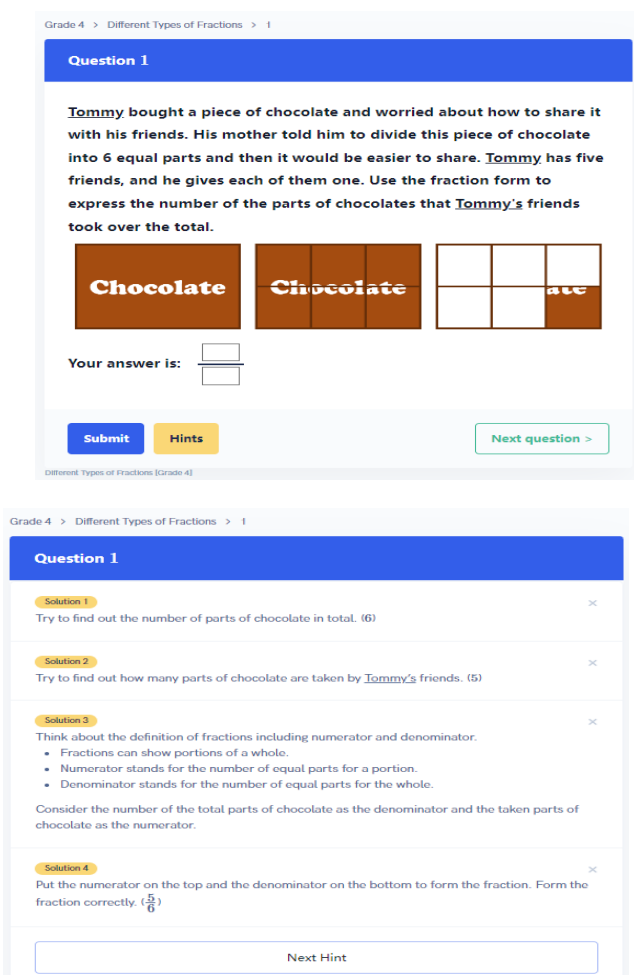 Grade 4 > Different Types of Fractions > 1
Question 1
Tommy bought a piece of chocolate and worried about how to share it
with his friends. His mother told him to divide this piece of chocolate
into 6 equal parts and then it would be easier to share. Tommy has five
friends, and he gives each of them one. Use the fraction form to
express the number of the parts of chocolates that Tommy's friends
took over the total.
Chocolate Chocolate ate
Your answer is:
Submit Hints Next question >
Different Types of Fractions [Grade 4]
Grade 4 > Different Types of Fractions > 1
Question 1
Solution 1 ×
Try to find out the number of parts of chocolate in total. (6)
Solution 2 ×
Try to find out how many parts of chocolate are taken by Tommy's friends. (5)
Solution 3 ×
Think about the definition of fractions including numerator and denominator.
• Fractions can show portions of a whole.
• Numerator stands for the number of equal parts for a portion.
• Denominator stands for the number of equal parts for the whole.
Consider the number of the total parts of chocolate as the denominator and the taken parts of
chocolate as the numerator.
Solution 4 ×
Put the numerator on the top and the denominator on the bottom to form the fraction. Form the
fraction correctly. (5/6)
Next Hint